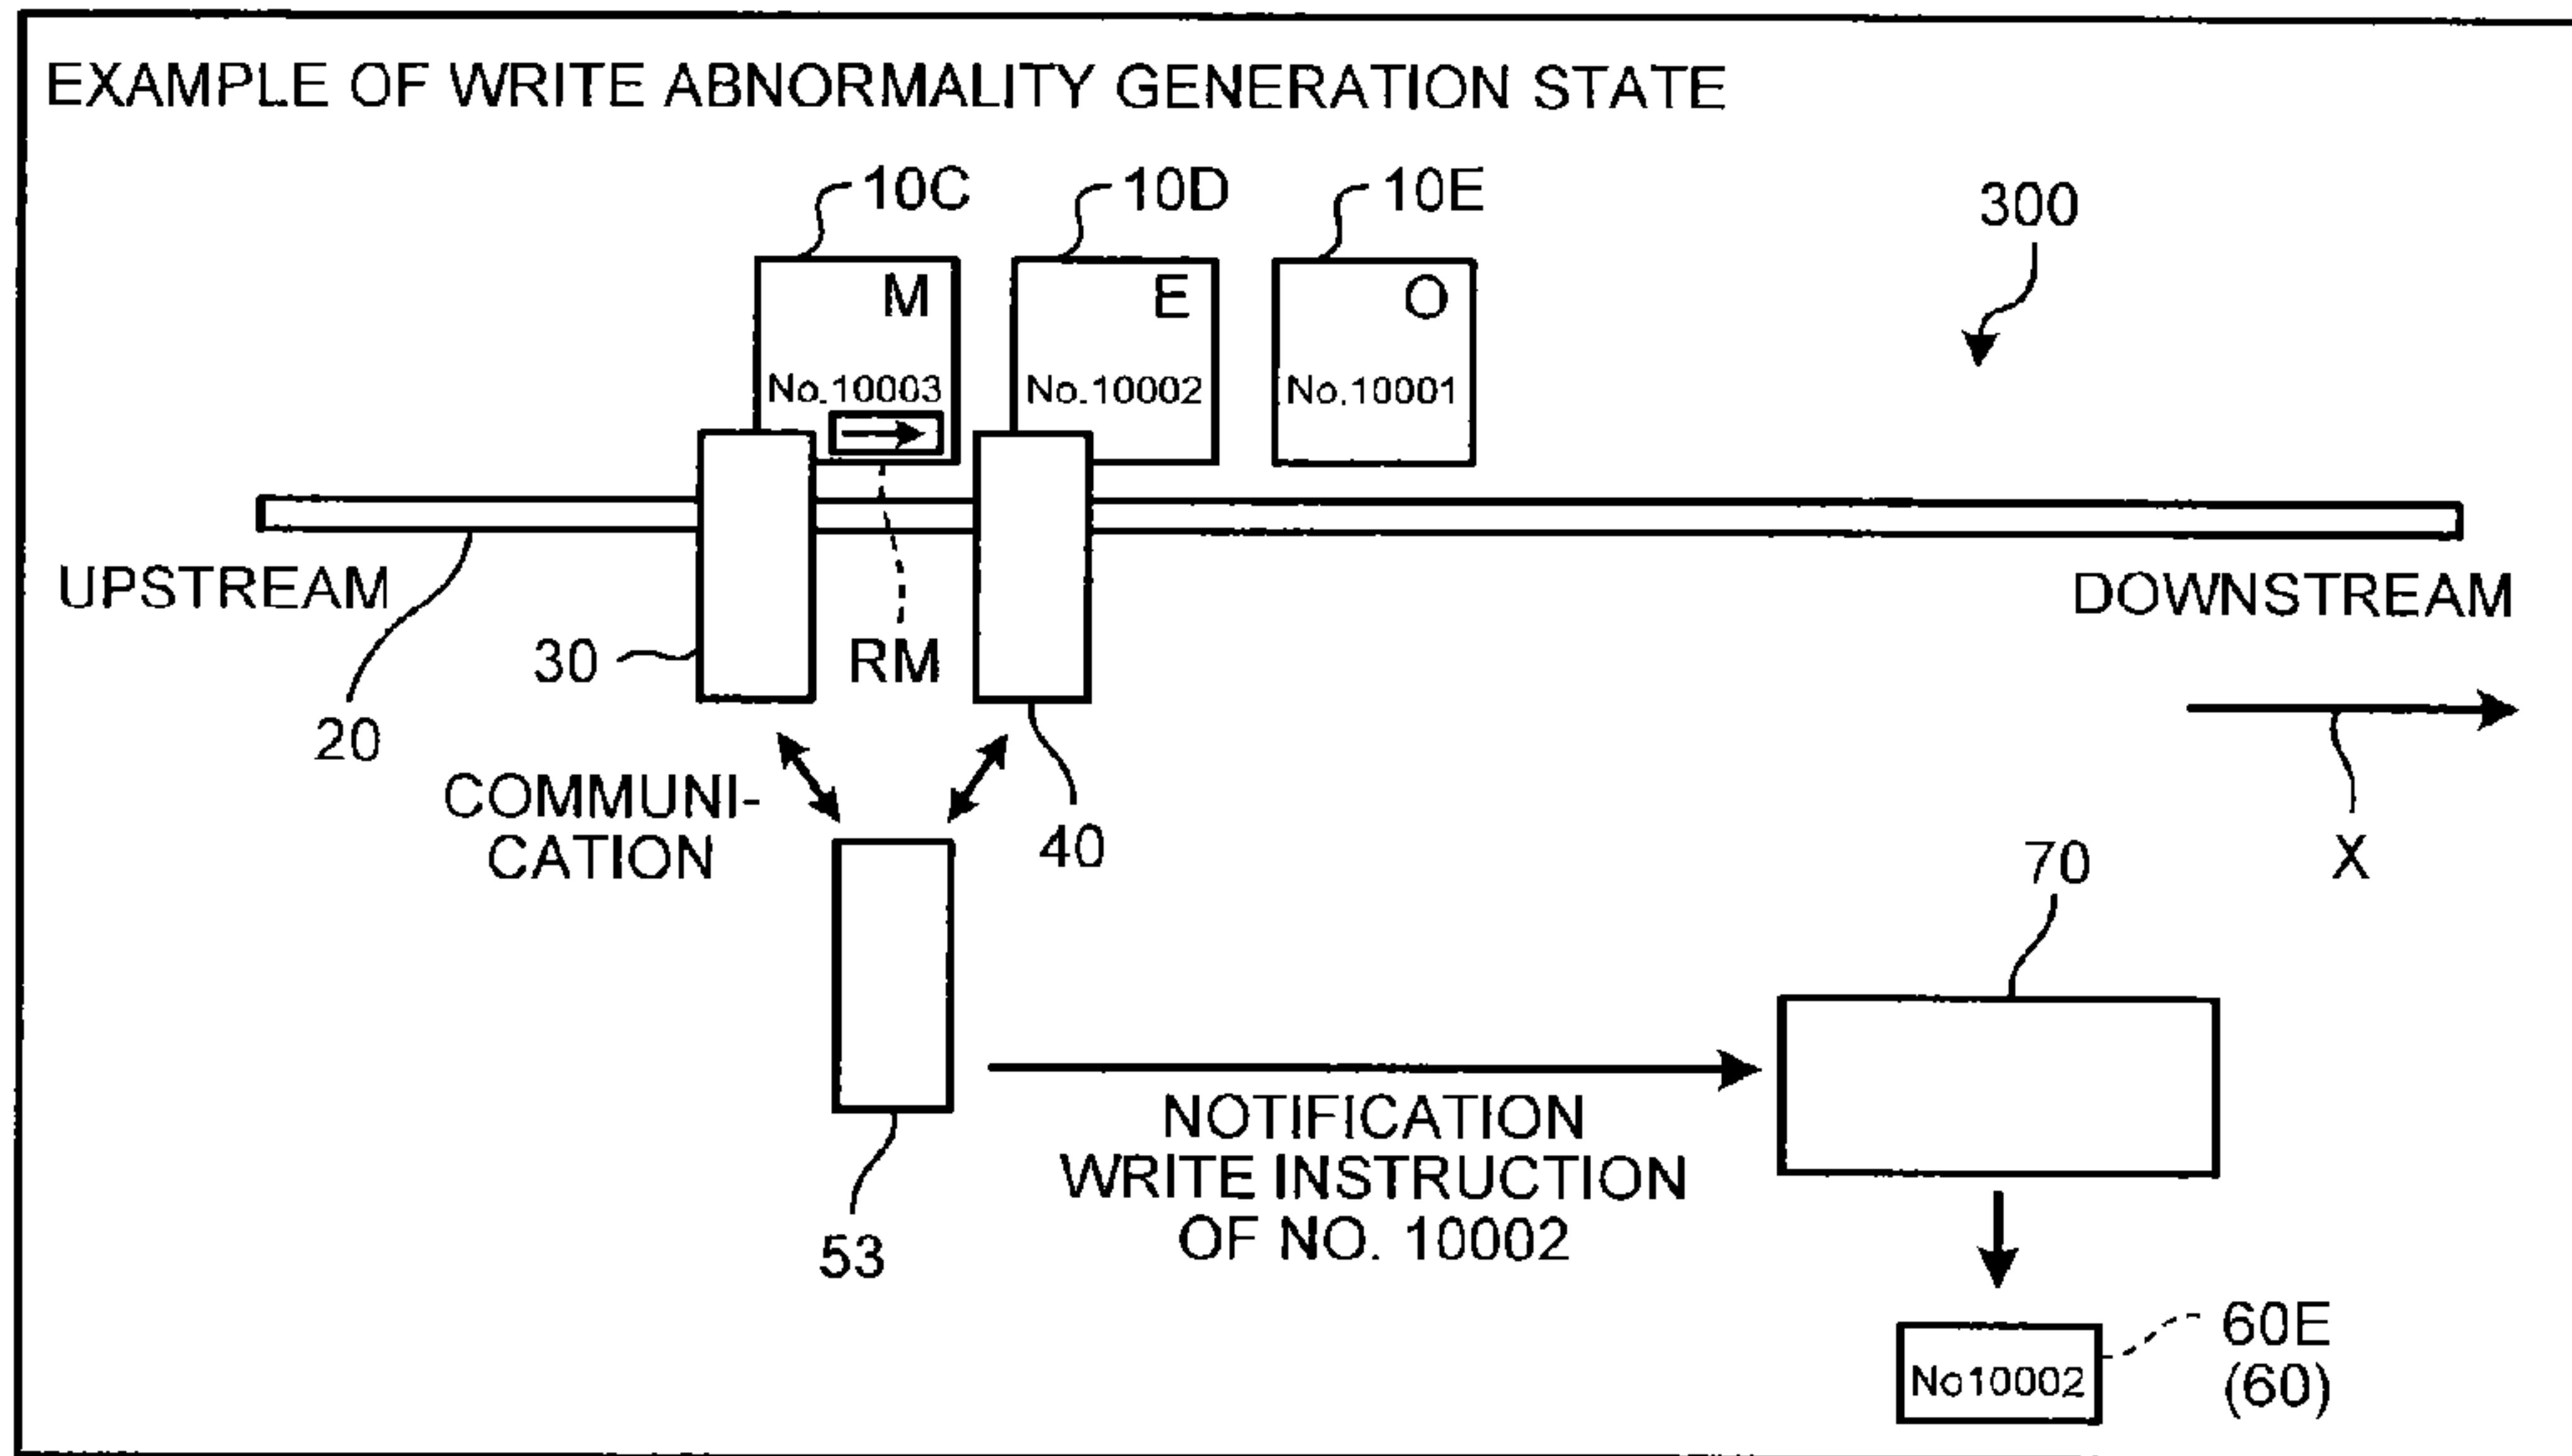 EXAMPLE OF WRITE ABNORMALITY GENERATION STATE
10C
10D
10E
300
M
E
O
No.10003
No.10002
No.10001
UPSTREAM
DOWNSTREAM
30
RM
20
COMMUNI-
CATION
40
X
70
NOTIFICATION
WRITE INSTRUCTION
OF NO. 10002
53
60E
(60)
No10002